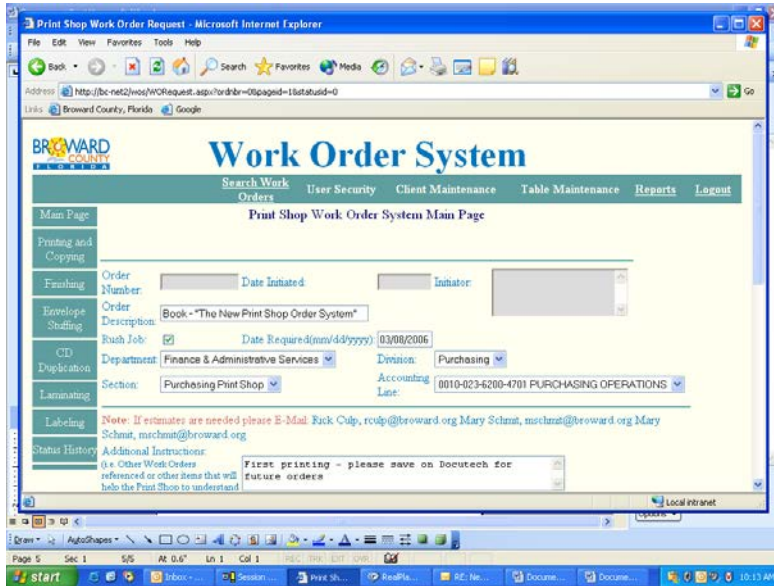 Print Shop Work Order Request - Microsoft Internet Explorer
File Edit View Favorites Tools Help
Back Search Favorites Media
Address http://bc-net2/wos/WORequest.aspx?ordnbr=0&pageid=1&statusid=0 Go
Links Broward County, Florida Google
BROWARD
COUNTY
FLORIDA
Work Order System
Search Work Orders User Security Client Maintenance Table Maintenance Reports Logout
Main Page
Print Shop Work Order System Main Page
Printing and
Copying
Finishing
Envelope
Stuffing
CD
Duplication
Laminating
Labeling
Status History
Order
Number: Date Initiated: Initiator:
Order
Description: Book - "The New Print Shop Order System"
Rush Job: Date Required(mm/dd/yyyy): 03/08/2006
Department: Finance & Administrative Services Division: Purchasing
Section: Purchasing Print Shop Accounting
Line: 0010-023-6200-4701 PURCHASING OPERATIONS
Note: If estimates are needed please E-Mail: Rick Culp, rculp@broward.org Mary Schmit, mschmit@broward.org Mary
Schmit, mschmit@broward.org
Additional Instructions:
(i.e. Other Work Orders
referenced or other items that will
help the Print Shop to understand
First printing - please save on Docutech for
future orders
Local intranet
Options
Draw AutoShapes
Page 5 Sec 1 5/5 At 0.6" Ln 1 Col 1 REC TRK EXT OVR
start Inbox - ... Session ... Print Sh... RealPla... RE: Ne... Docume... Docume... 10:13 AM